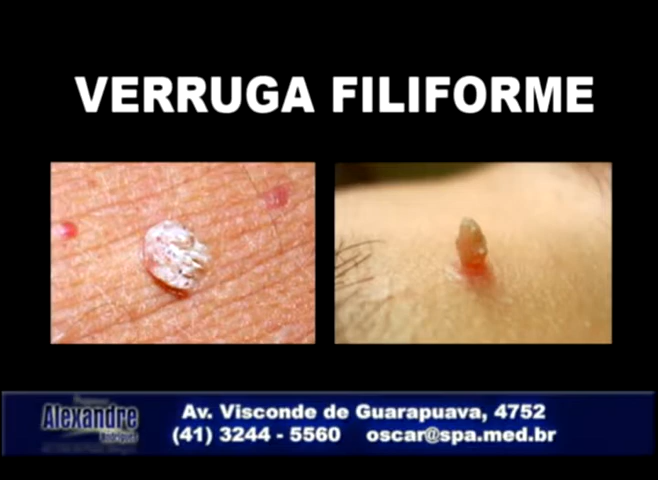 VERRUGA FILIFORME
Alexandre
Av. Visconde de Guarapuava, 4752
(41) 3244 - 5560 oscar@spa.med.br